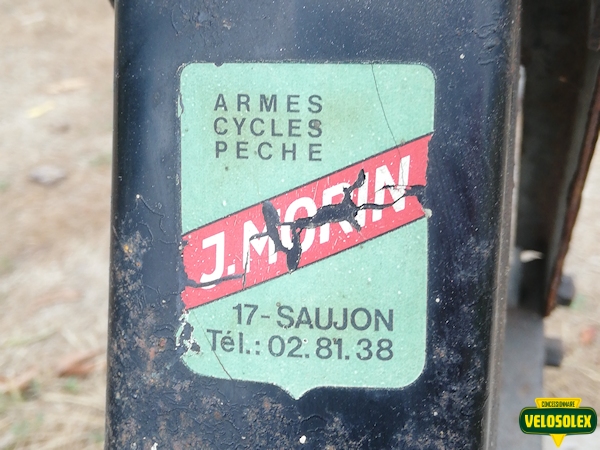 ARMES
CYCLES
PECHE
J.MORIN
17-SAUJON
Tél.: 02.81.38
CONCESSIONNAIRE
VELOSOLEX